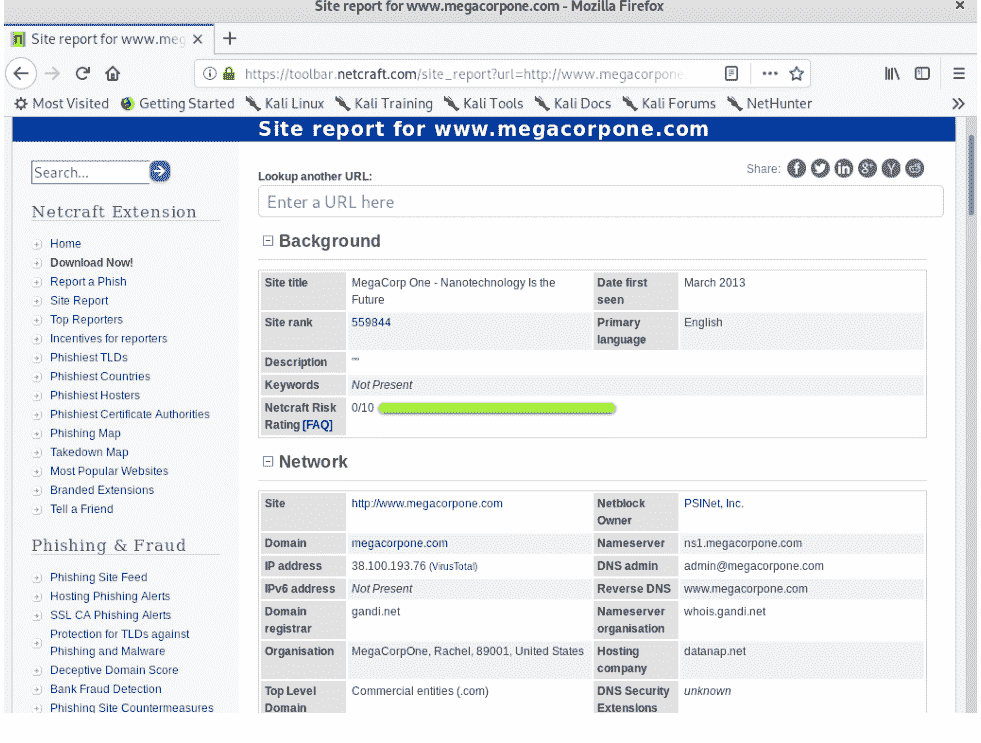 Site report for www.megacorpone.com - Mozilla Firefox
Site report for www.meg
https://toolbar.netcraft.com/site_report?url=http://www.megacorpone
Most Visited Getting Started Kali Linux Kali Training Kali Tools Kali Docs Kali Forums NetHunter
Site report for www.megacorpone.com
Search...
Netcraft Extension
Home
Download Now!
Report a Phish
Site Report
Top Reporters
Incentives for reporters
Phishiest TLDs
Phishiest Countries
Phishiest Hosters
Phishiest Certificate Authorities
Phishing Map
Takedown Map
Most Popular Websites
Branded Extensions
Tell a Friend
Phishing & Fraud
Phishing Site Feed
Hosting Phishing Alerts
SSL CA Phishing Alerts
Protection for TLDs against
Phishing and Malware
Deceptive Domain Score
Bank Fraud Detection
Phishing Site Countermeasures
Share:
Lookup another URL:
Enter a URL here
Background
Site title MegaCorp One - Nanotechnology Is the Date first March 2013
Future seen
Site rank 559844 Primary English
language
Description ""
Keywords Not Present
Netcraft Risk 0/10
Rating [FAQ]
Network
Site http://www.megacorpone.com Netblock PSINet, Inc.
Owner
Domain megacorpone.com Nameserver ns1.megacorpone.com
IP address 38.100.193.76 (VirusTotal) DNS admin admin@megacorpone.com
IPv6 address Not Present Reverse DNS www.megacorpone.com
Domain gandi.net Nameserver whois.gandi.net
registrar organisation
Organisation MegaCorpOne, Rachel, 89001, United States Hosting datanap.net
company
Top Level Commercial entities (.com) DNS Security unknown
Domain Extensions